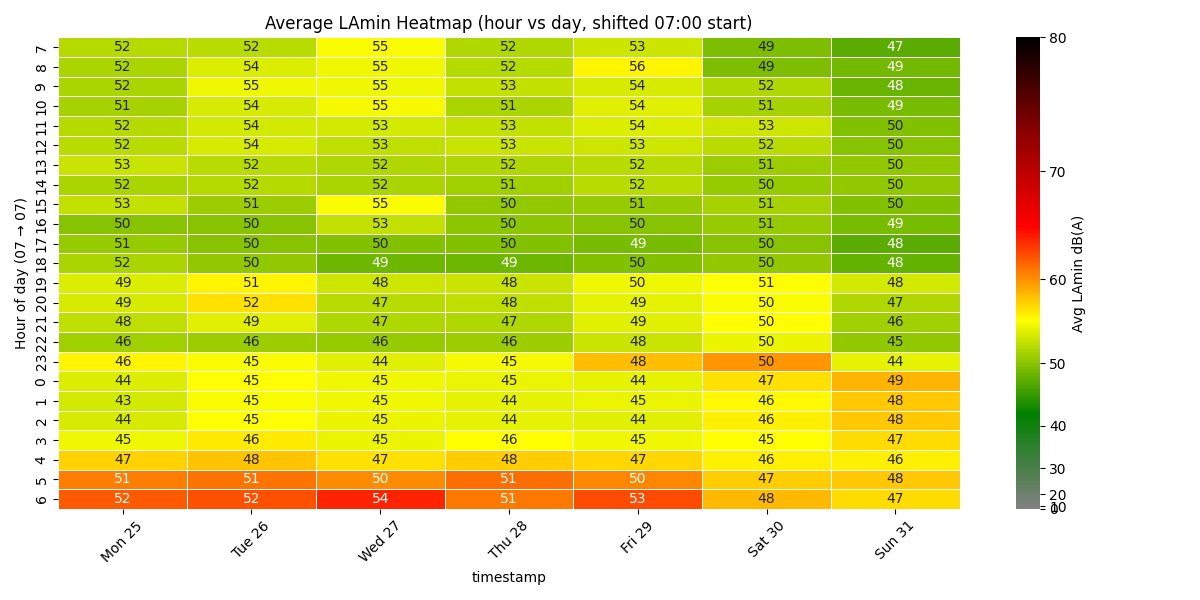 Average LAmin Heatmap (hour vs day, shifted 07:00 start)
7 52 52 55 52 53 49 47
8 52 54 55 52 56 49 49
9 52 55 55 53 54 52 48
10 51 54 55 51 54 51 49
11 52 54 53 53 54 53 50
12 52 54 53 53 53 52 50
13 53 52 52 52 52 51 50
14 52 52 52 51 52 50 50
15 53 51 55 50 51 51 50
16 50 50 53 50 50 51 49
17 51 50 50 50 49 50 48
18 52 50 49 49 50 50 48
19 49 51 48 48 50 51 48
20 49 52 47 48 49 50 47
21 48 49 47 47 49 50 46
22 46 46 46 46 48 50 45
23 46 45 44 45 48 50 44
0 44 45 45 45 44 47 49
1 43 45 45 44 45 46 48
2 44 45 45 44 44 46 48
3 45 46 45 46 45 45 47
4 47 48 47 48 47 46 46
5 51 51 50 51 50 47 48
6 52 52 54 51 53 48 47
Mon 25 Tue 26 Wed 27 Thu 28 Fri 29 Sat 30 Sun 31
timestamp
Hour of day (07 → 07)
80
70
60
50
40
30
20
10
0
Avg LAmin dB(A)